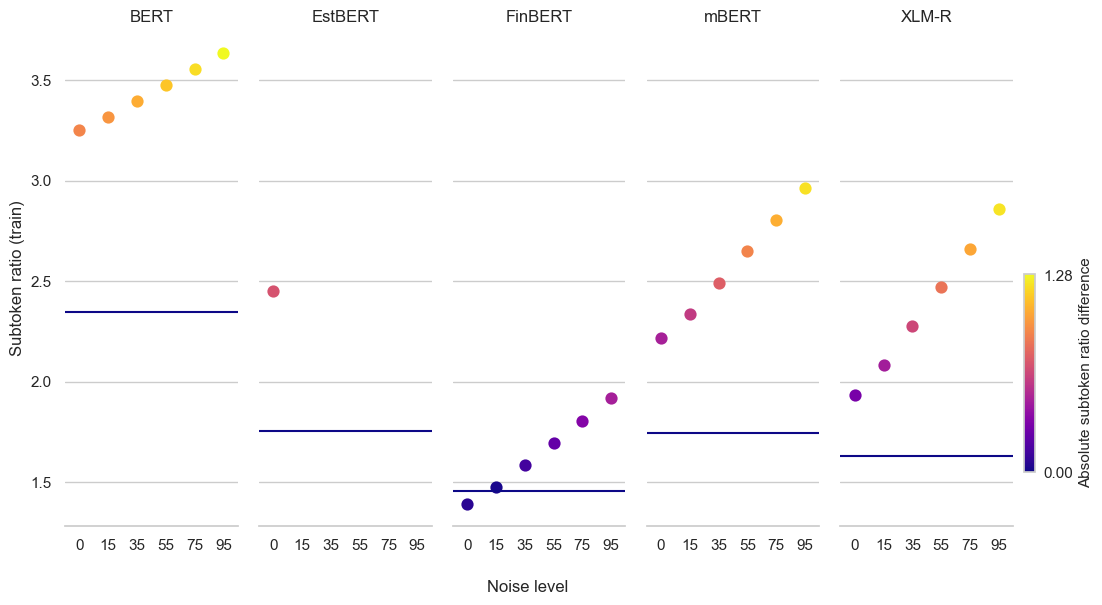 BERT EstBERT FinBERT mBERT XLM-R
Subtoken ratio (train)
3.5
3.0
2.5
2.0
1.5
0 15 35 55 75 95 0 15 35 55 75 95 0 15 35 55 75 95 0 15 35 55 75 95 0 15 35 55 75 95
Noise level
1.28
0.00
Absolute subtoken ratio difference